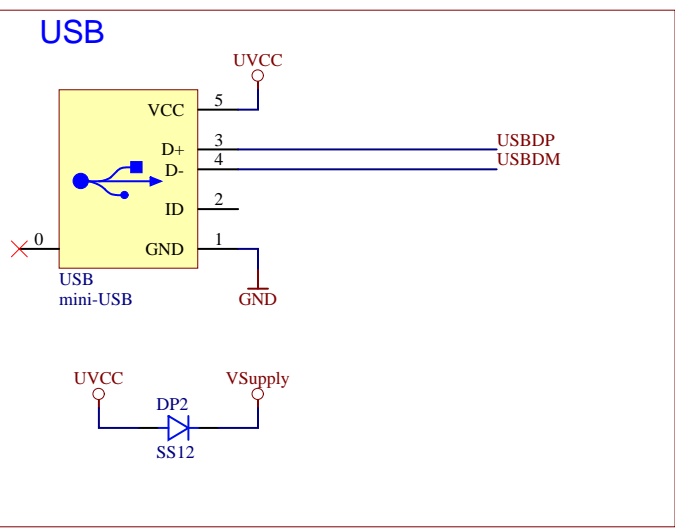 USB
UVCC
VCC 5
D+ 3 USBDP
D- 4 USBDM
ID 2
0 GND 1
USB
mini-USB GND
UVCC VSupply
DP2
SS12